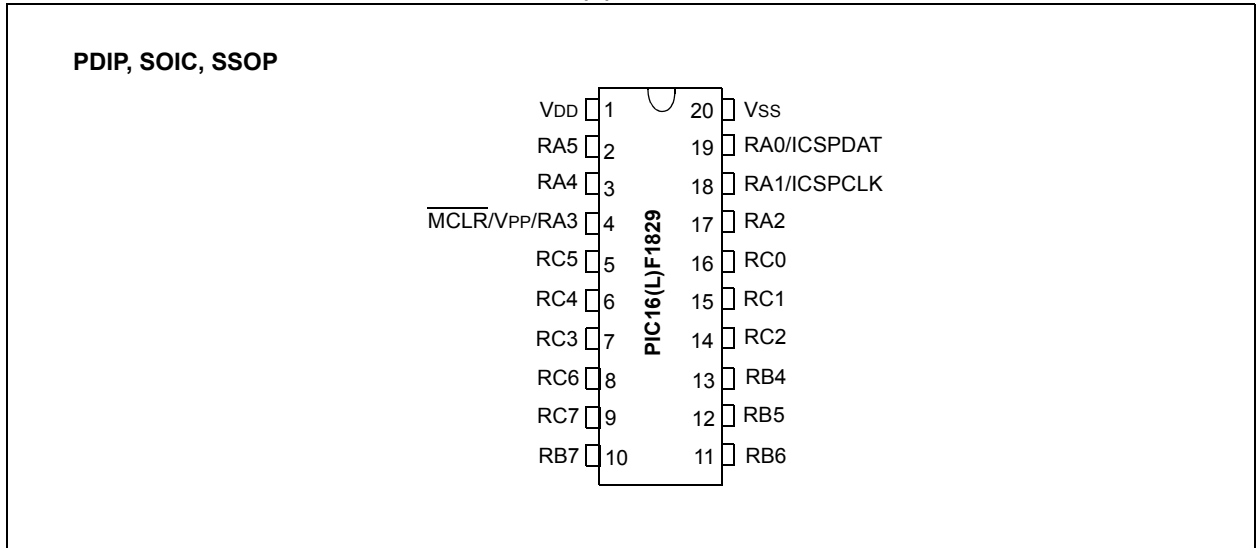 PDIP, SOIC, SSOP
VDD 1 20 VSS
RA5 2 19 RA0/ICSPDAT
RA4 3 18 RA1/ICSPCLK
MCLR/VPP/RA3 4 17 RA2
RC5 5 16 RC0
RC4 6 15 RC1
RC3 7 14 RC2
RC6 8 13 RB4
RC7 9 12 RB5
RB7 10 11 RB6
PIC16(L)F1829